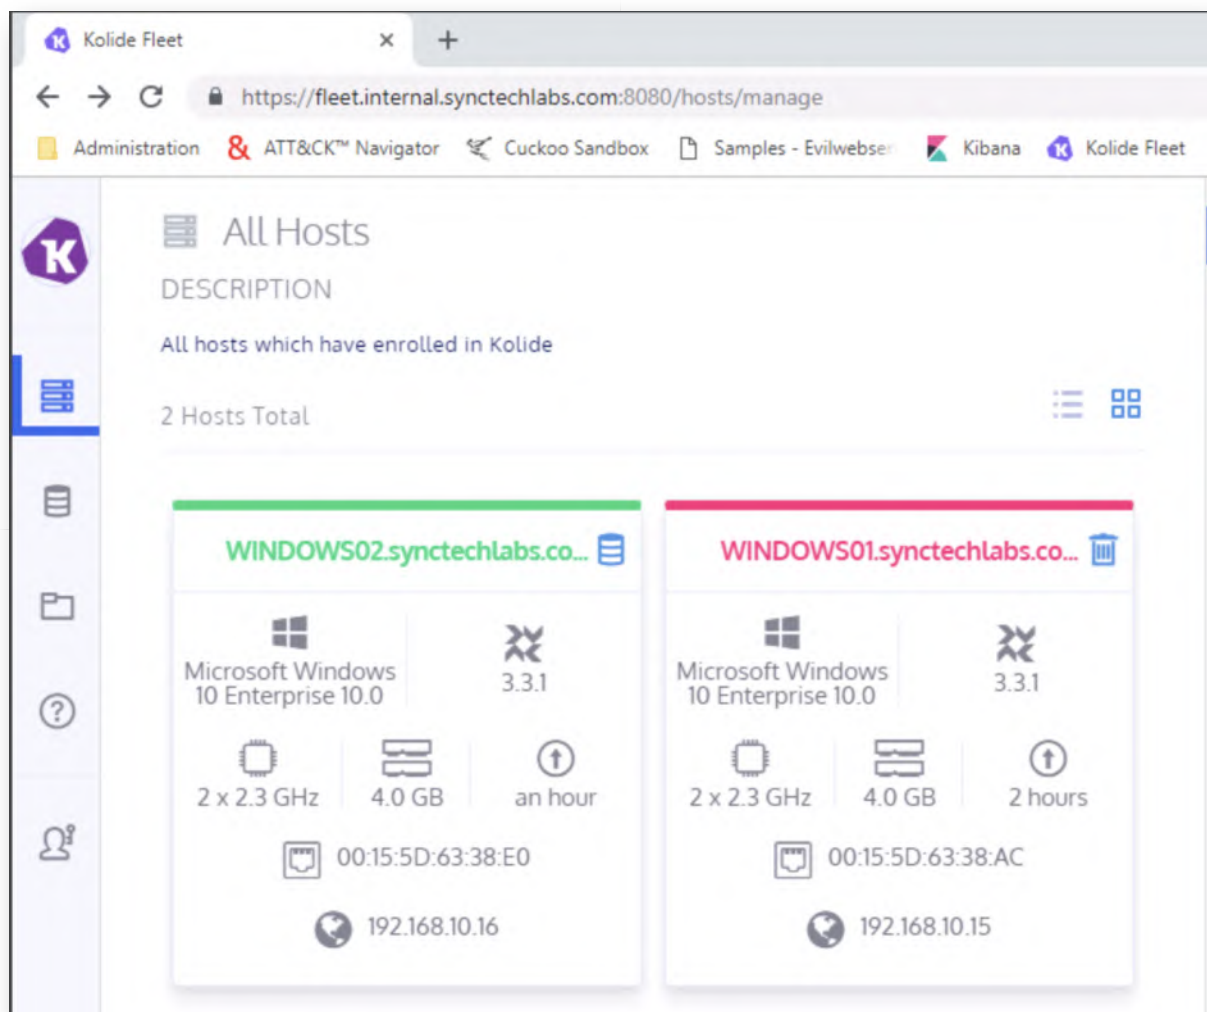 Kolide Fleet
https://fleet.internal.synctechlabs.com:8080/hosts/manage
Administration ATT&CK™ Navigator Cuckoo Sandbox Samples - Evilwebser Kibana Kolide Fleet
All Hosts
DESCRIPTION
All hosts which have enrolled in Kolide
2 Hosts Total
WINDOWS02.synctechlabs.co...
Microsoft Windows
10 Enterprise 10.0
3.3.1
2 x 2.3 GHz 4.0 GB an hour
00:15:5D:63:38:E0
192.168.10.16
WINDOWS01.synctechlabs.co...
Microsoft Windows
10 Enterprise 10.0
3.3.1
2 x 2.3 GHz 4.0 GB 2 hours
00:15:5D:63:38:AC
192.168.10.15